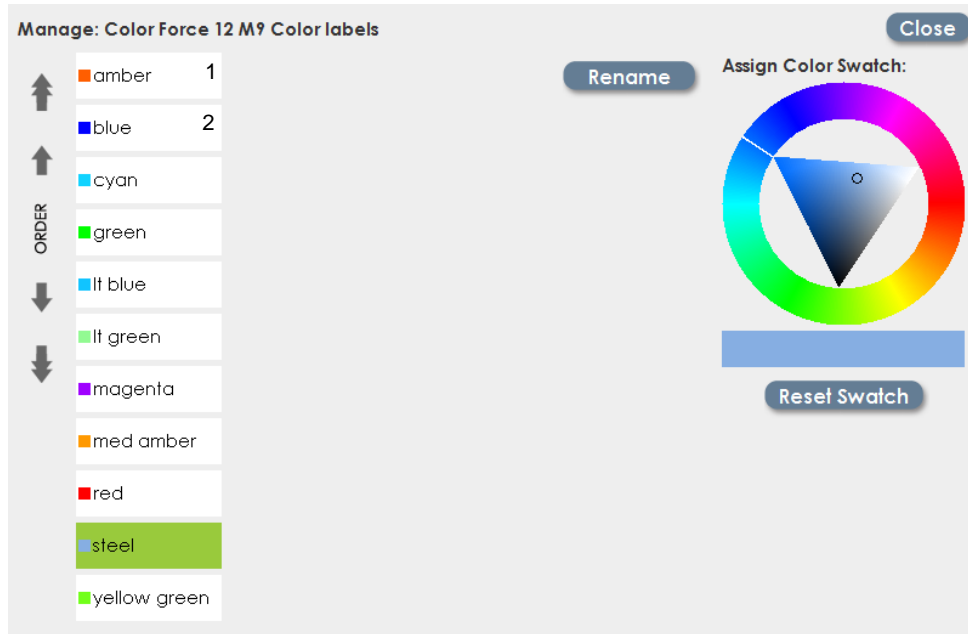 Manage: Color Force 12 M9 Color labels
Close
Assign Color Swatch:
Rename
ORDER
amber 1
blue 2
cyan
green
lt blue
lt green
magenta
med amber
red
steel
yellow green
Reset Swatch